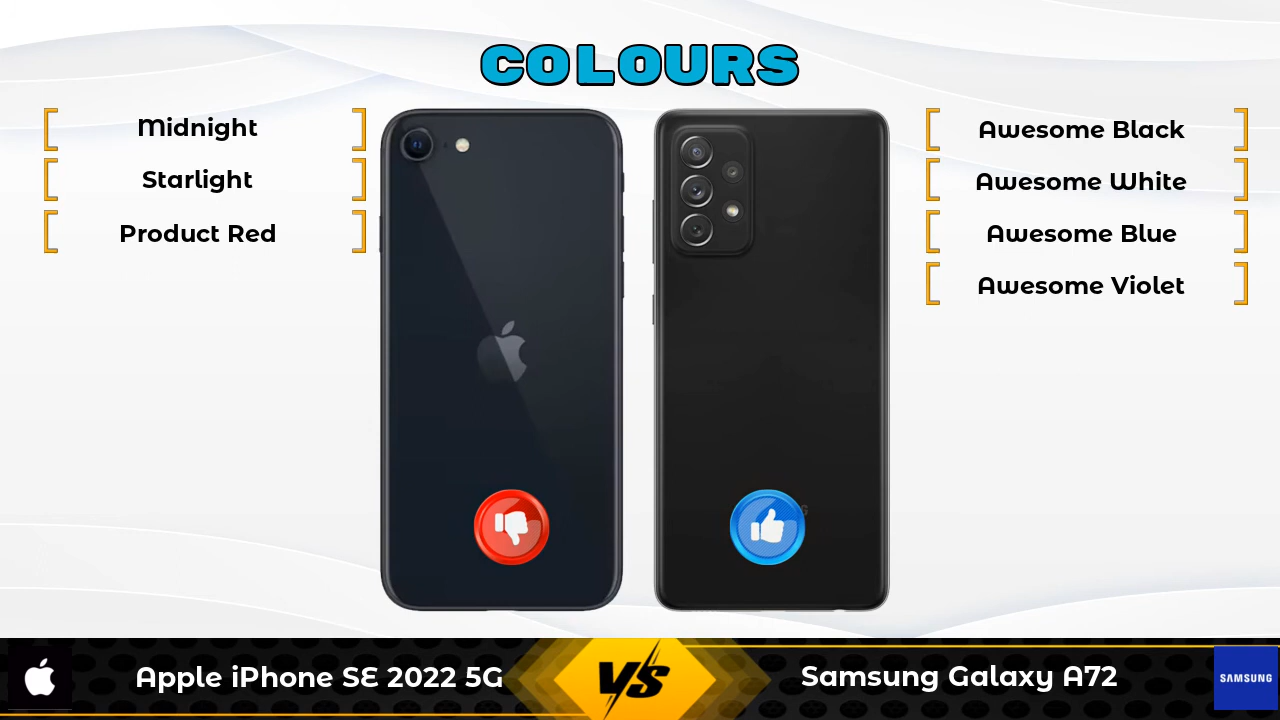 COLOURS
Midnight
Starlight
Product Red
Awesome Black
Awesome White
Awesome Blue
Awesome Violet
Apple iPhone SE 2022 5G
VS
Samsung Galaxy A72
SAMSUNG